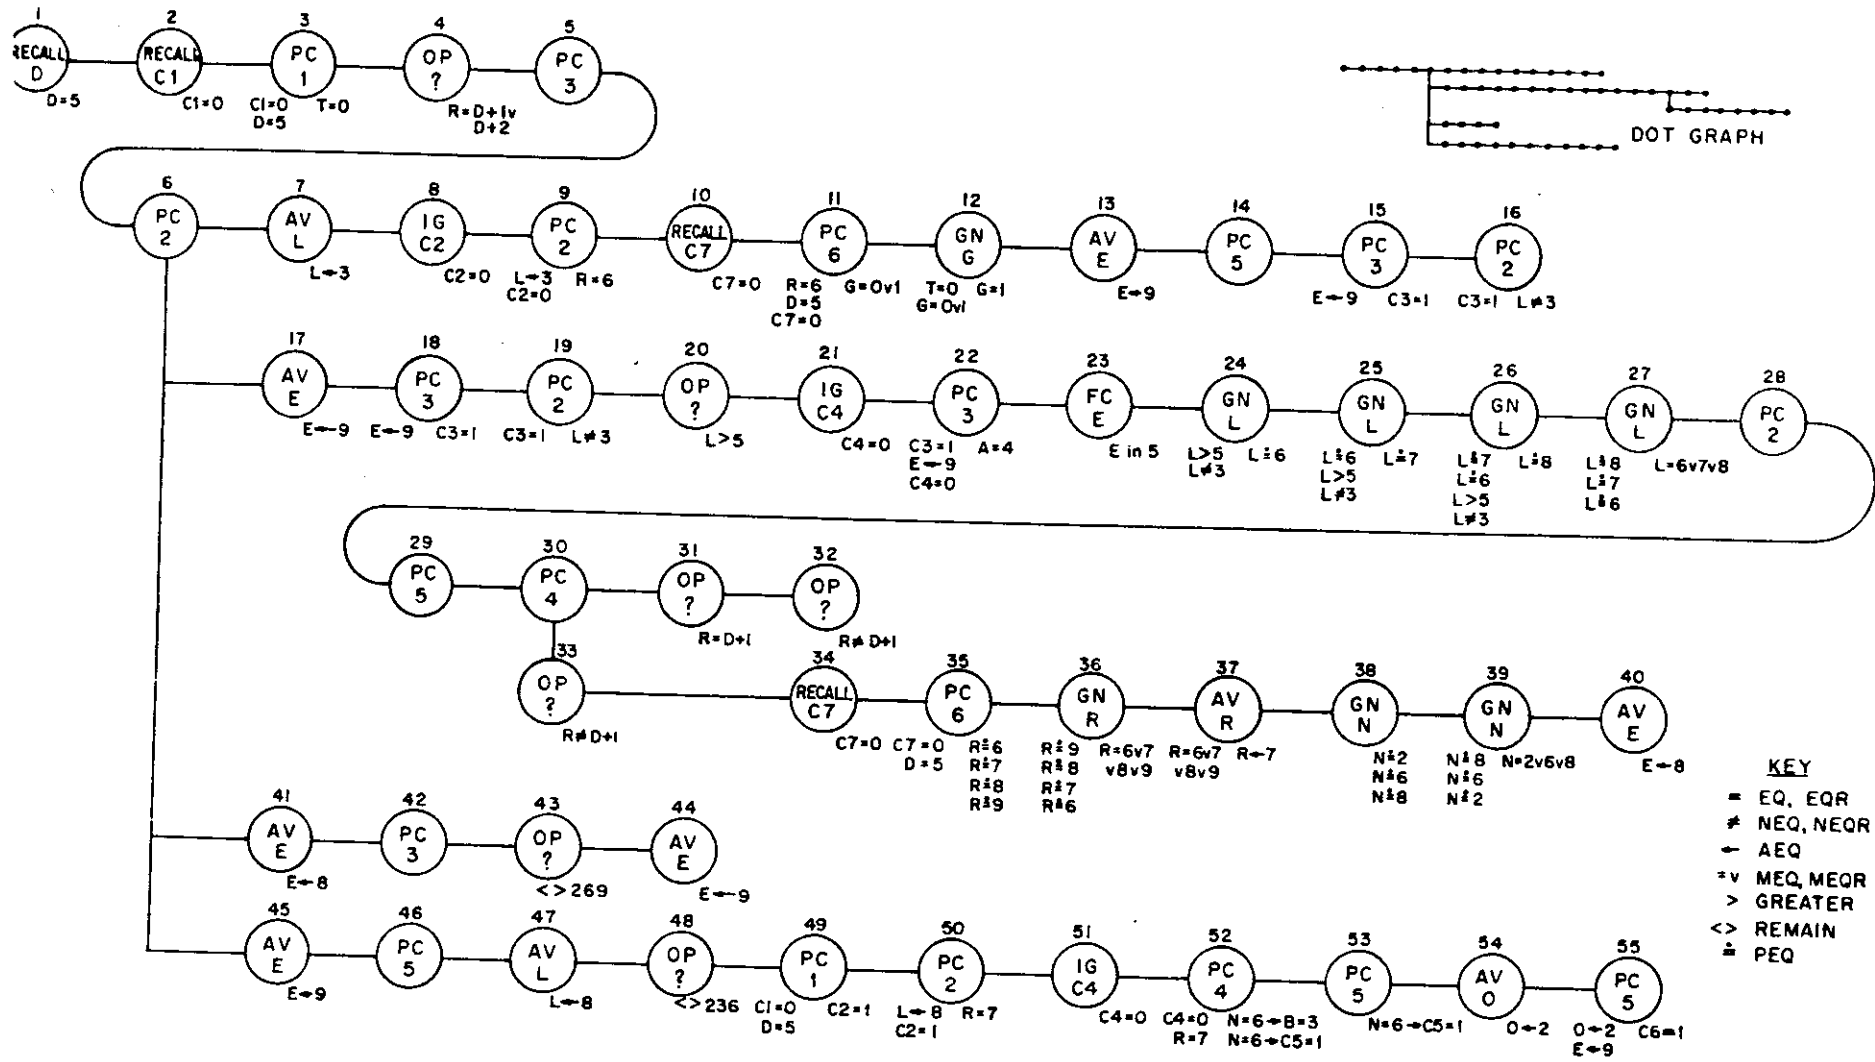 1 2 3 4 5
RECALL D
D=5
RECALL C1
C1=0
PC 1
C1=0 T=0
D=5
OP ?
R=D+1v
D+2
PC 3
DOT GRAPH
6 7 8 9 10 11 12 13 14 15 16
PC 2
AV L
L←3
IG C2
C2=0
PC 2
L←3 R=6
C2=0
RECALL C7
C7=0
PC 6
R=6 G=0v1
D=5
C7=0
GN G
T=0 G=1
G=0v1
AV E
E←9
PC 5
PC 3
E←9 C3=1
PC 2
C3=1 L≠3
17 18 19 20 21 22 23 24 25 26 27 28
AV E
E←9
PC 3
E←9 C3=1
PC 2
C3=1 L≠3
OP ?
L>5
IG C4
C4=0
PC 3
C3=1 A=4
E←9
C4=0
FC E
E in 5
GN L
L>5 L≐6
L≠3
GN L
L≐6 L≐7
L>5
L≠3
GN L
L≐7 L≐8
L≐6
L>5
L≠3
GN L
L≐8 L=6v7v8
L≐7
L≐6
PC 2
29 30 31 32
PC 5
PC 4
OP ?
R=D+1
OP ?
R≠D+1
33 34 35 36 37 38 39 40
OP ?
R≠D+1
RECALL C7
C7=0
PC 6
C7=0 R≐6
D=5 R≐7
R≐8
R≐9
GN R
R≐9 R=6v7
R≐8 v8v9
R≐7
R≐6
AV R
R=6v7 R←7
v8v9
GN N
N≐2
N≐6
N≐8
GN N
N≐8 N=2v6v8
N≐6
N≐2
AV E
E←8
41 42 43 44
AV E
E←8
PC 3
OP ?
<>269
AV E
E←9
45 46 47 48 49 50 51 52 53 54 55
AV E
E←9
PC 5
AV L
L←8
OP ?
<>236
PC 1
C1=0 C2=1
D=5
PC 2
L←8 R=7
C2=1
IG C4
C4=0
PC 4
C4=0 N=6→B=3
R=7 N=6→C5=1
PC 5
N=6→C5=1
AV O
O←2
PC 5
O←2 C6=1
E←9
KEY
= EQ, EQR
≠ NEQ, NEQR
← AEQ
=v MEQ, MEQR
> GREATER
<> REMAIN
≐ PEQ